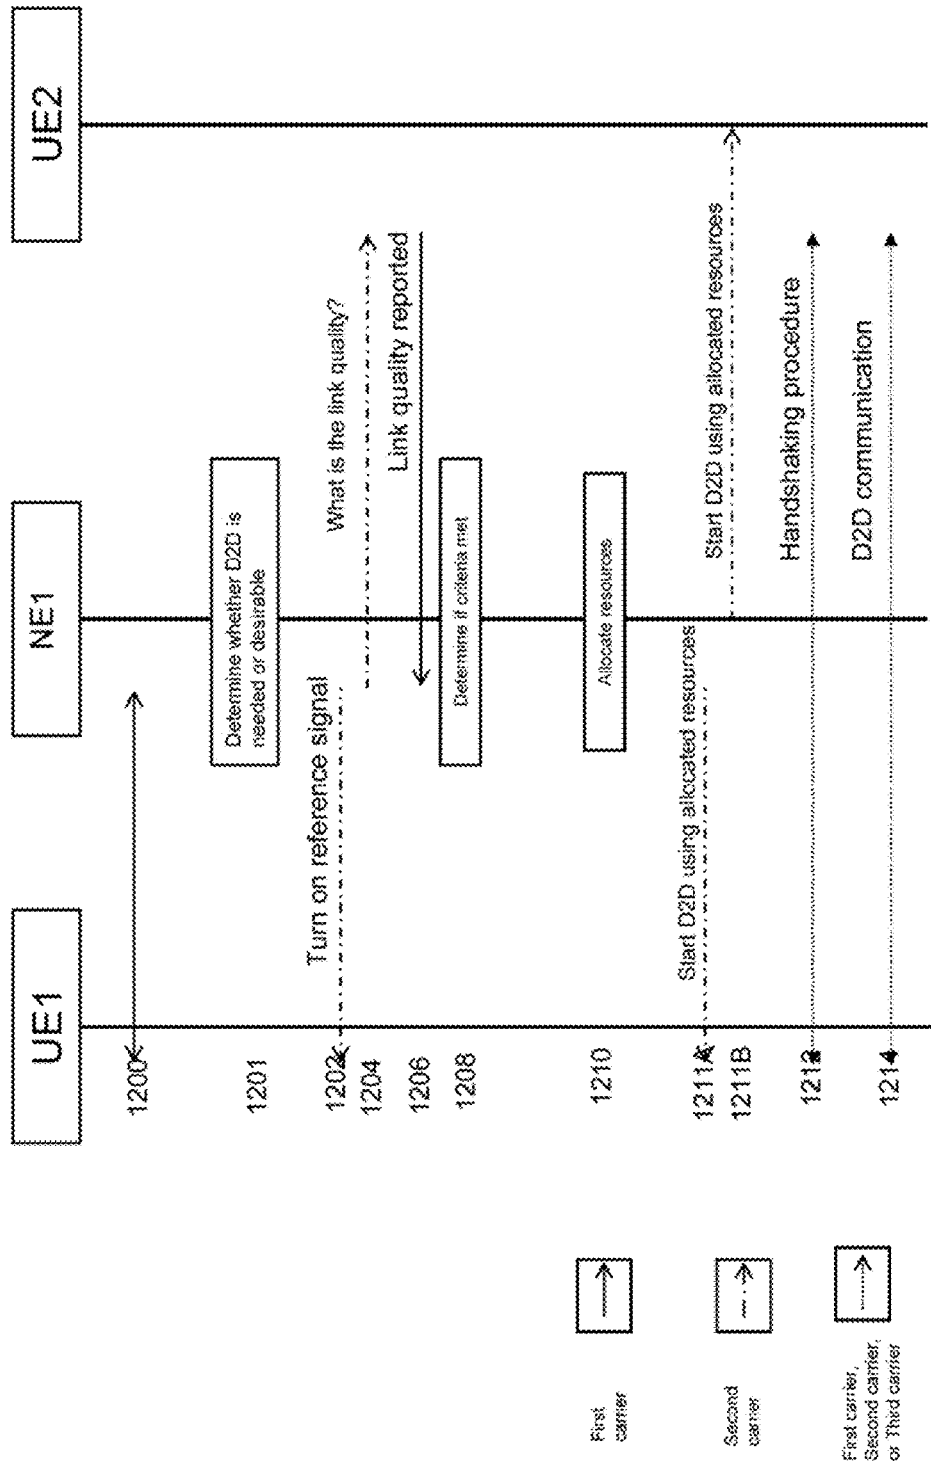 UE1
NE1
UE2
1200
1201
Determine whether D2D is
needed or desirable
1202
Turn on reference signal
1204
What is the link quality?
1206
Link quality reported
1208
Determine if criteria met
1210
Allocate resources
1211A
Start D2D using allocated resources
1211B
Start D2D using allocated resources
1212
Handshaking procedure
1214
D2D communication
First
carrier
Second
carrier
First carrier,
Second carrier,
or Third carrier